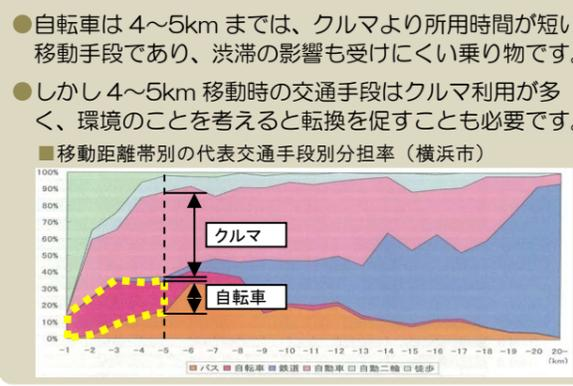 ●自転車は 4～5km までは、クルマより所用時間が短い
移動手段であり、渋滞の影響も受けにくい乗り物です。
●しかし 4～5km 移動時の交通手段はクルマ利用が多
く、環境のことを考えると転換を促すことも必要です。
■移動距離帯別の代表交通手段別分担率（横浜市）
100%
90%
80%
70%
60%
50%
40%
30%
20%
10%
0%
クルマ
自転車
~1 ~2 ~3 ~4 ~5 ~6 ~7 ~8 ~9 ~10 ~11 ~12 ~13 ~14 ~15 ~16 ~17 ~18 ~19 ~20 20~
(km)
バス 自転車 鉄道 自動車 自動二輪 徒歩